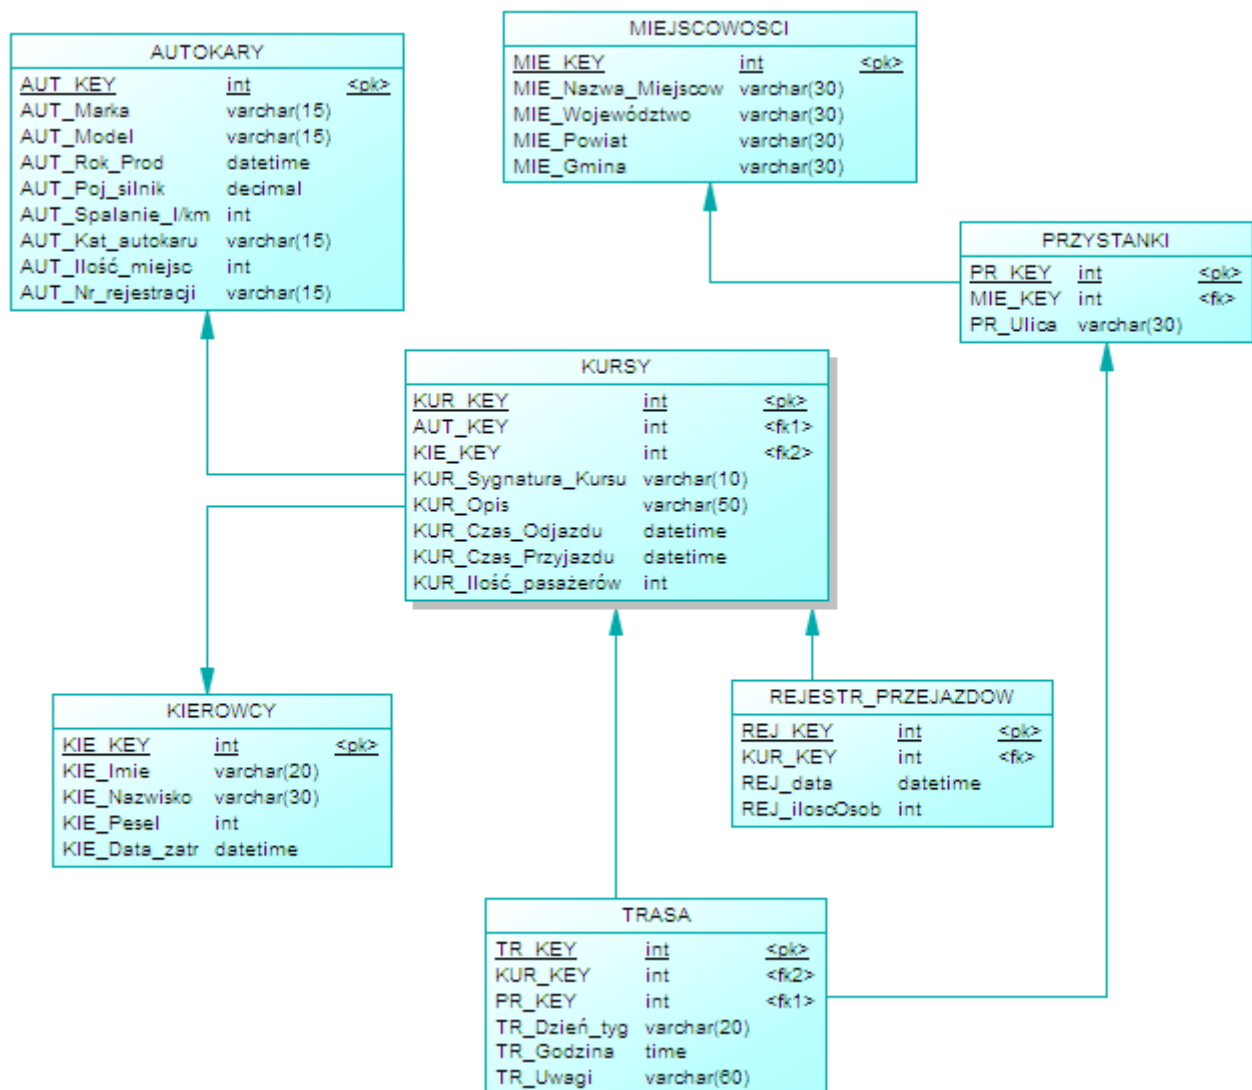 AUTOKARY
AUT_KEY int <pk>
AUT_Marka varchar(15)
AUT_Model varchar(15)
AUT_Rok_Prod datetime
AUT_Poj_silnik decimal
AUT_Spalanie_l/km int
AUT_Kat_autokaru varchar(15)
AUT_Ilość_miejsc int
AUT_Nr_rejestracji varchar(15)
MIEJSCOWOSCI
MIE_KEY int <pk>
MIE_Nazwa_Miejscow varchar(30)
MIE_Województwo varchar(30)
MIE_Powiat varchar(30)
MIE_Gmina varchar(30)
PRZYSTANKI
PR_KEY int <pk>
MIE_KEY int <fk>
PR_Ulica varchar(30)
KURSY
KUR_KEY int <pk>
AUT_KEY int <fk1>
KIE_KEY int <fk2>
KUR_Sygnatura_Kursu varchar(10)
KUR_Opis varchar(50)
KUR_Czas_Odjazdu datetime
KUR_Czas_Przyjazdu datetime
KUR_Ilość_pasażerów int
KIEROWCY
KIE_KEY int <pk>
KIE_Imie varchar(20)
KIE_Nazwisko varchar(30)
KIE_Pesel int
KIE_Data_zatr datetime
REJESTR_PRZEJAZDOW
REJ_KEY int <pk>
KUR_KEY int <fk>
REJ_data datetime
REJ_iloscOsob int
TRASA
TR_KEY int <pk>
KUR_KEY int <fk2>
PR_KEY int <fk1>
TR_Dzień_tyg varchar(20)
TR_Godzina time
TR_Uwagi varchar(60)